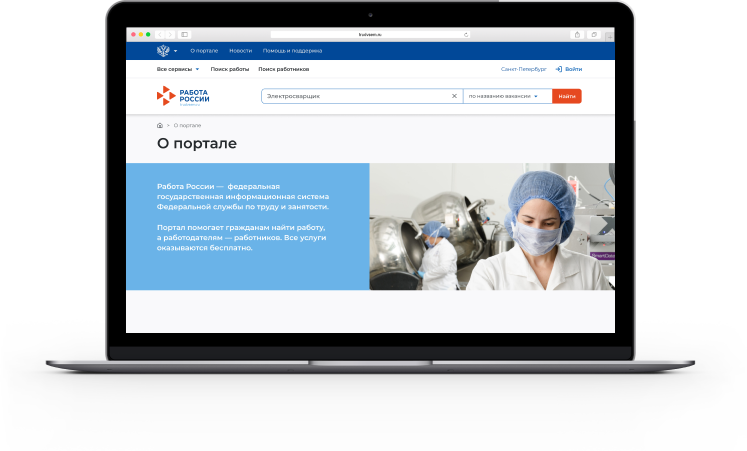 trudvsem.ru
О портале Новости Помощь и поддержка
Все сервисы Поиск работы Поиск работников Санкт-Петербург Войти
РАБОТА
РОССИИ
Электросварщик по названию вакансии Найти
О портале
О портале
Работа России — федеральная
государственная информационная система
Федеральной службы по труду и занятости.
Портал помогает гражданам найти работу,
а работодателям — работников. Все услуги
оказываются бесплатно.